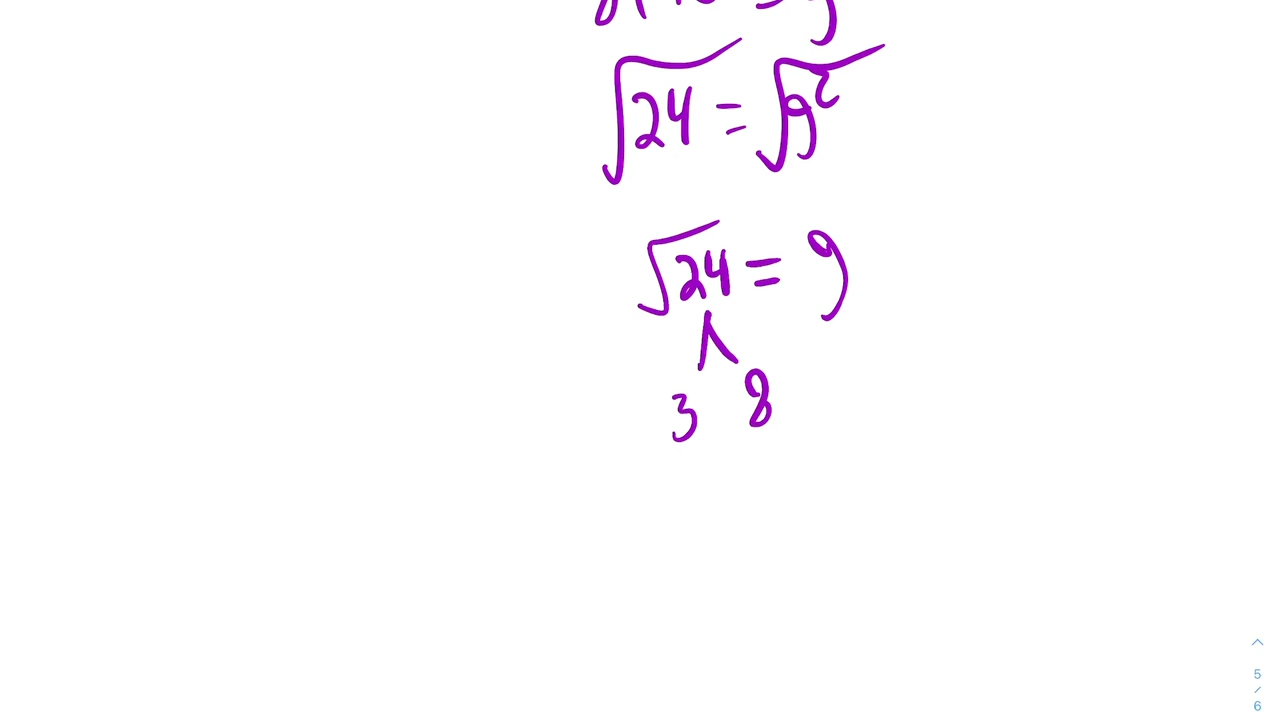 √24 = √g²
√24 = g
3 8
5
/
6